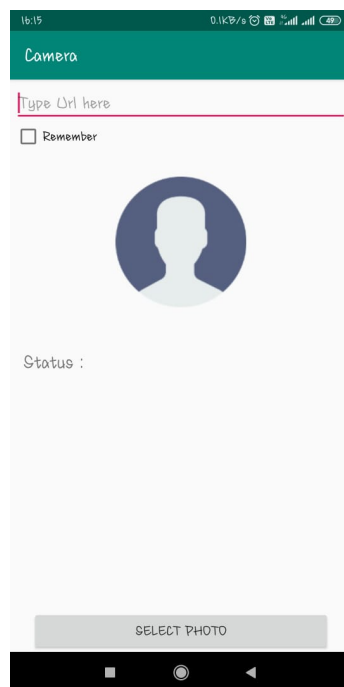 16:15 0.1KB/s 49
Camera
Type Url here
Remember
Status :
SELECT PHOTO